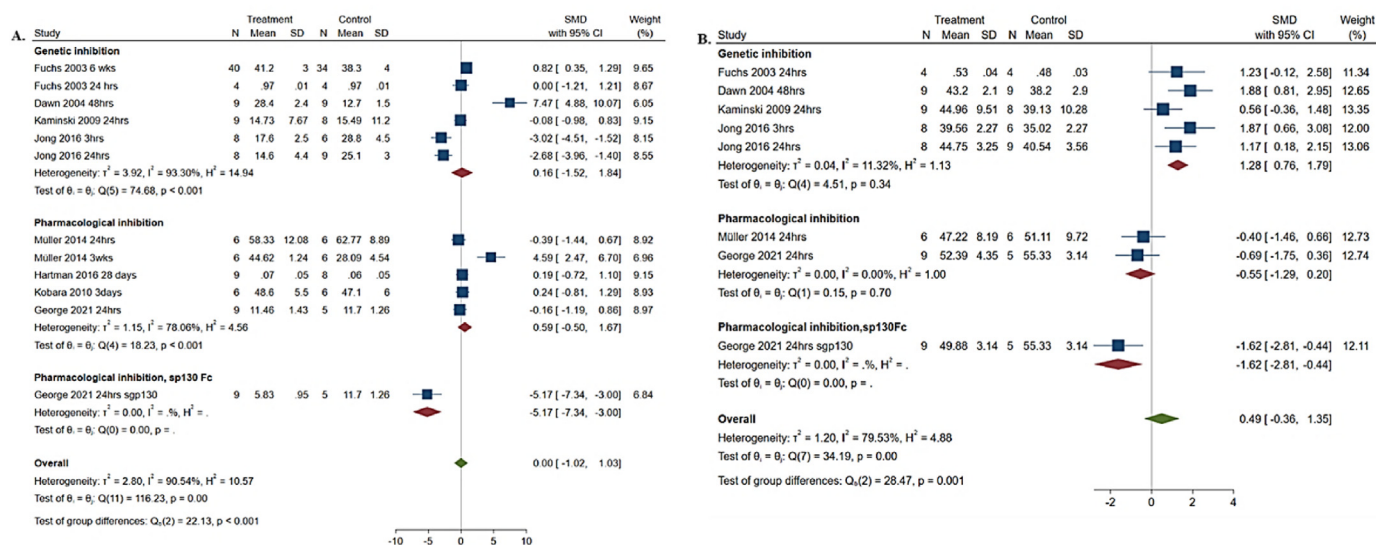 A.
Treatment Control SMD Weight
Study N Mean SD N Mean SD with 95% CI (%)
Genetic inhibition
Fuchs 2003 6 wks 40 41.2 3 34 38.3 4 0.82 [ 0.35, 1.29] 9.65
Fuchs 2003 24 hrs 4 .97 .01 4 .97 .01 0.00 [ -1.21, 1.21] 8.67
Dawn 2004 48hrs 9 28.4 2.4 9 12.7 1.5 7.47 [ 4.88, 10.07] 6.05
Kaminski 2009 24hrs 9 14.73 7.67 8 15.49 11.2 -0.08 [ -0.98, 0.83] 9.15
Jong 2016 3hrs 8 17.6 2.5 6 28.8 4.5 -3.02 [ -4.51, -1.52] 8.15
Jong 2016 24hrs 8 14.6 4.4 9 25.1 3 -2.68 [ -3.96, -1.40] 8.55
Heterogeneity: τ² = 3.92, I² = 93.30%, H² = 14.94 0.16 [ -1.52, 1.84]
Test of θᵢ = θⱼ: Q(5) = 74.68, p < 0.001
Pharmacological inhibition
Müller 2014 24hrs 6 58.33 12.08 6 62.77 8.89 -0.39 [ -1.44, 0.67] 8.92
Müller 2014 3wks 6 44.62 1.24 6 28.09 4.54 4.59 [ 2.47, 6.70] 6.96
Hartman 2016 28 days 9 .07 .05 8 .06 .05 0.19 [ -0.72, 1.10] 9.15
Kobara 2010 3days 6 48.6 5.5 6 47.1 6 0.24 [ -0.81, 1.29] 8.93
George 2021 24hrs 9 11.46 1.43 5 11.7 1.26 -0.16 [ -1.19, 0.86] 8.97
Heterogeneity: τ² = 1.15, I² = 78.06%, H² = 4.56 0.59 [ -0.50, 1.67]
Test of θᵢ = θⱼ: Q(4) = 18.23, p < 0.001
Pharmacological inhibition, sp130 Fc
George 2021 24hrs sgp130 9 5.83 .95 5 11.7 1.26 -5.17 [ -7.34, -3.00] 6.84
Heterogeneity: τ² = 0.00, I² = .%, H² = . -5.17 [ -7.34, -3.00]
Test of θᵢ = θⱼ: Q(0) = 0.00, p = .
Overall 0.00 [ -1.02, 1.03]
Heterogeneity: τ² = 2.80, I² = 90.54%, H² = 10.57
Test of θᵢ = θⱼ: Q(11) = 116.23, p = 0.00
Test of group differences: Qb(2) = 22.13, p < 0.001
-10 -5 0 5 10
B.
Treatment Control SMD Weight
Study N Mean SD N Mean SD with 95% CI (%)
Genetic inhibition
Fuchs 2003 24hrs 4 .53 .04 4 .48 .03 1.23 [ -0.12, 2.58] 11.34
Dawn 2004 48hrs 9 43.2 2.1 9 38.2 2.9 1.88 [ 0.81, 2.95] 12.65
Kaminski 2009 24hrs 9 44.96 9.51 8 39.13 10.28 0.56 [ -0.36, 1.48] 13.35
Jong 2016 3hrs 8 39.56 2.27 6 35.02 2.27 1.87 [ 0.66, 3.08] 12.00
Jong 2016 24hrs 8 44.75 3.25 9 40.54 3.56 1.17 [ 0.18, 2.15] 13.06
Heterogeneity: τ² = 0.04, I² = 11.32%, H² = 1.13 1.28 [ 0.76, 1.79]
Test of θᵢ = θⱼ: Q(4) = 4.51, p = 0.34
Pharmacological inhibition
Müller 2014 24hrs 6 47.22 8.19 6 51.11 9.72 -0.40 [ -1.46, 0.66] 12.73
George 2021 24hrs 9 52.39 4.35 5 55.33 3.14 -0.69 [ -1.75, 0.36] 12.74
Heterogeneity: τ² = 0.00, I² = 0.00%, H² = 1.00 -0.55 [ -1.29, 0.20]
Test of θᵢ = θⱼ: Q(1) = 0.15, p = 0.70
Pharmacological inhibition,sp130Fc
George 2021 24hrs sgp130 9 49.88 3.14 5 55.33 3.14 -1.62 [ -2.81, -0.44] 12.11
Heterogeneity: τ² = 0.00, I² = .%, H² = . -1.62 [ -2.81, -0.44]
Test of θᵢ = θⱼ: Q(0) = 0.00, p = .
Overall 0.49 [ -0.36, 1.35]
Heterogeneity: τ² = 1.20, I² = 79.53%, H² = 4.88
Test of θᵢ = θⱼ: Q(7) = 34.19, p = 0.00
Test of group differences: Qb(2) = 28.47, p = 0.001
-2 0 2 4